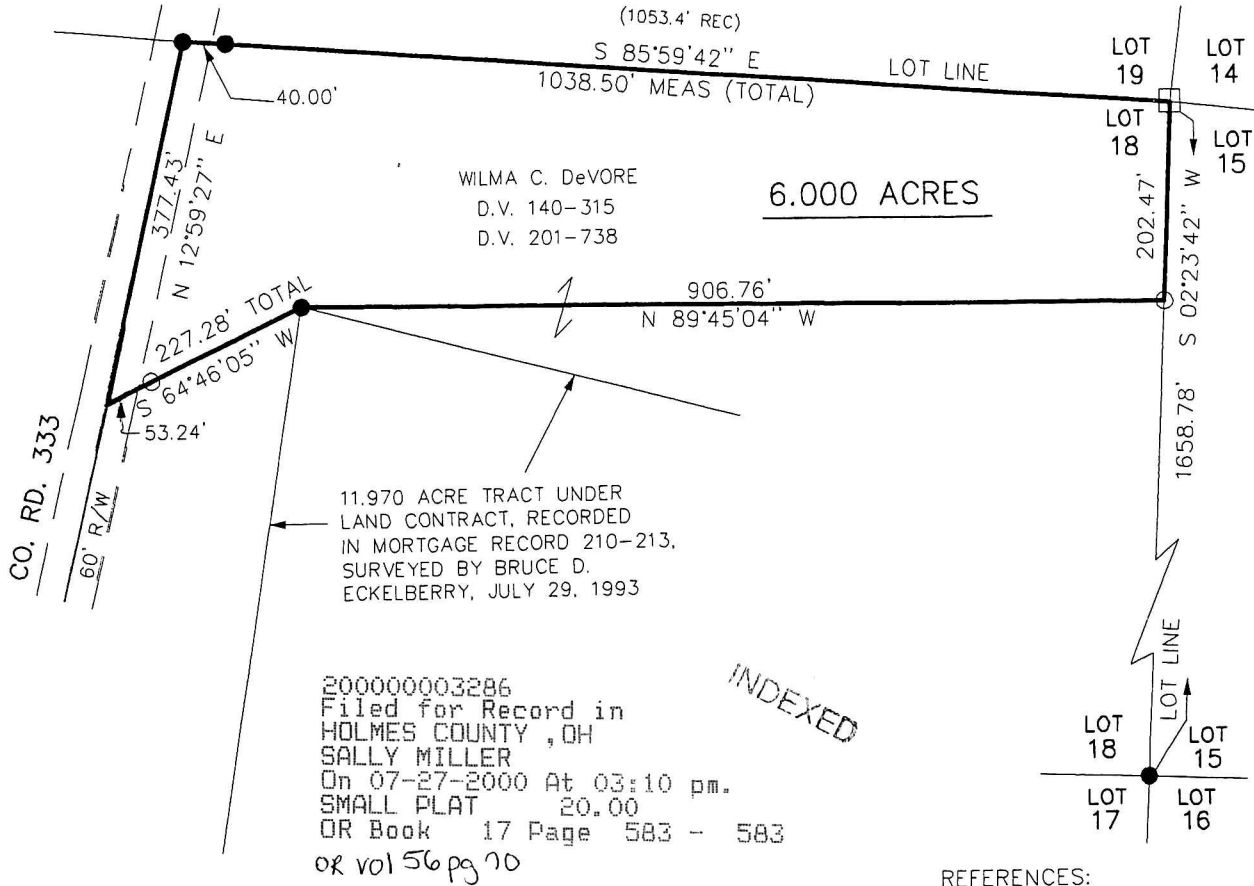 (1053.4' REC)
S 85°59'42" E
1038.50' MEAS (TOTAL)
LOT LINE
LOT
19
LOT
14
LOT
18
LOT
15
40.00'
377.43'
N 12°59'27" E
WILMA C. DeVORE
D.V. 140-315
D.V. 201-738
6.000 ACRES
202.47'
S 02°23'42" W
906.76'
N 89°45'04" W
227.28' TOTAL
S 64°46'05" W
53.24'
1658.78'
CO. RD. 333
60' R/W
11.970 ACRE TRACT UNDER
LAND CONTRACT, RECORDED
IN MORTGAGE RECORD 210-213,
SURVEYED BY BRUCE D.
ECKELBERRY, JULY 29, 1993
200000003286
Filed for Record in
HOLMES COUNTY ,OH
SALLY MILLER
On 07-27-2000 At 03:10 pm.
SMALL PLAT 20.00
OR Book 17 Page 583 - 583
OR vol 56 pg 70
INDEXED
LOT LINE
LOT
18
LOT
15
LOT
17
LOT
16
REFERENCES: